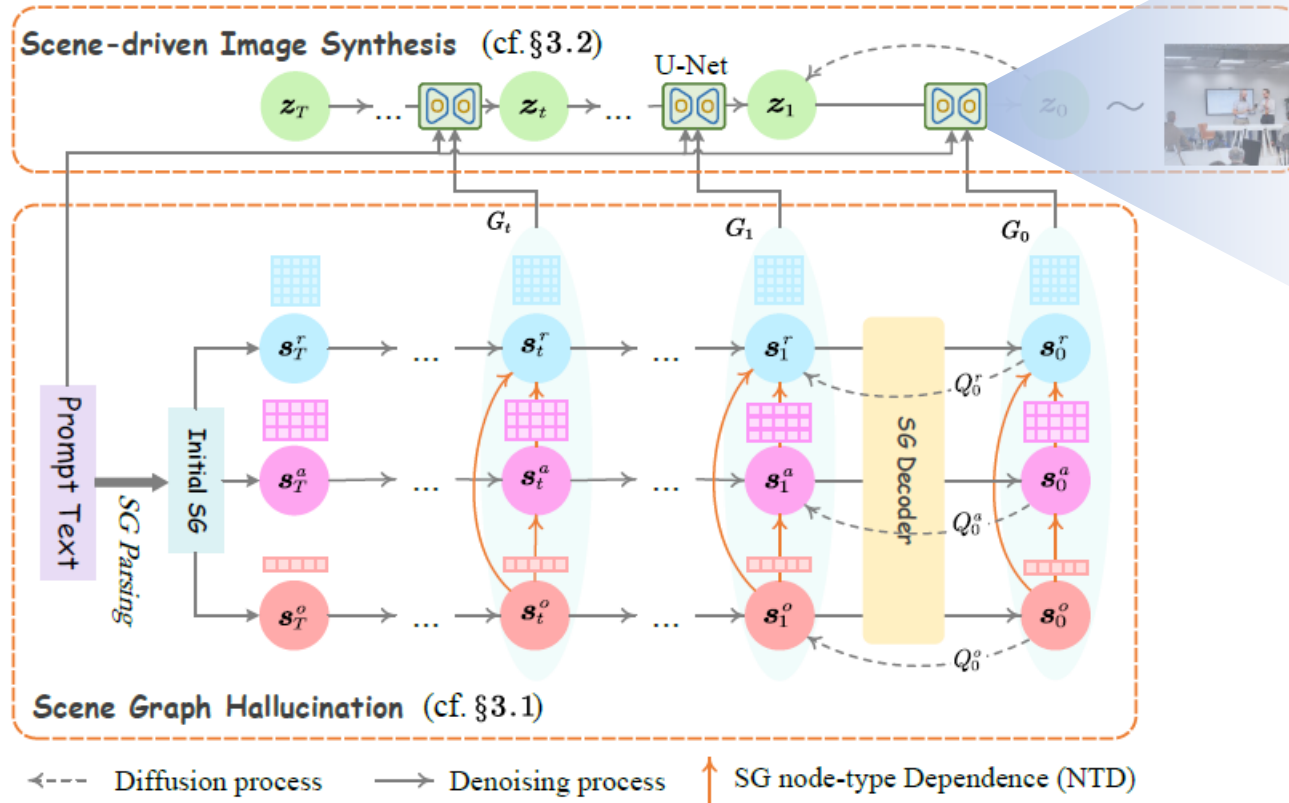 Scene-driven Image Synthesis (cf.§3.2)
U-Net
z_T ... z_t ... z_1 z_0 ~
G_t G_1 G_0
s_T^r ... s_t^r ... s_1^r s_0^r
Q_0^r
Prompt Text
SG Parsing
Initial SG
SG Decoder
s_T^a ... s_t^a ... s_1^a s_0^a
Q_0^a
s_T^o ... s_t^o ... s_1^o s_0^o
Q_0^o
Scene Graph Hallucination (cf. §3.1)
Diffusion process Denoising process SG node-type Dependence (NTD)